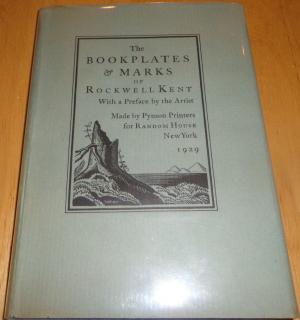 The
BOOKPLATES
& MARKS
OF
ROCKWELL KENT
With a Preface by the Artist
Made by Pynson Printers
for RANDOM HOUSE
New York
1929